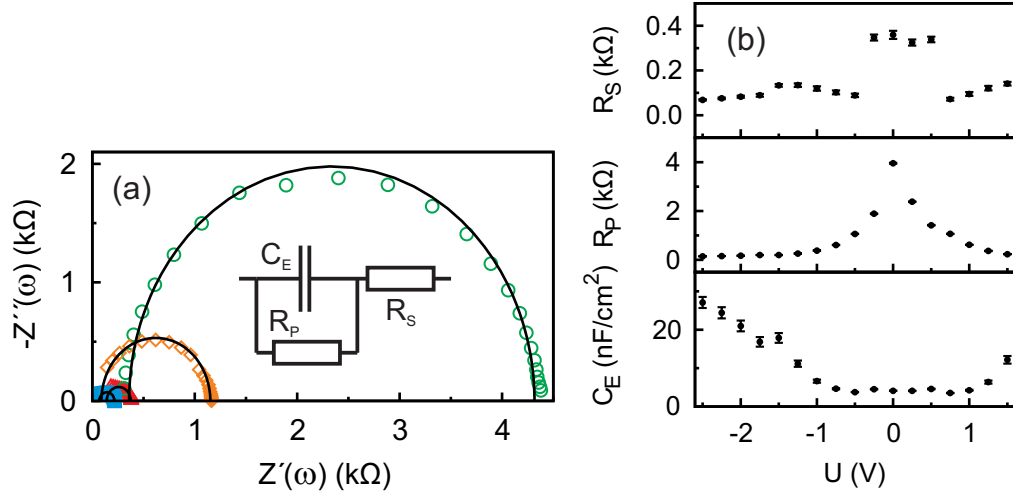 (a)
-Z´´(ω) (kΩ)
2
1
0
0
1
2
3
4
Z´(ω) (kΩ)
C_E
R_P
R_S
(b)
R_S (kΩ)
0.4
0.2
0.0
R_P (kΩ)
4
2
0
C_E (nF/cm²)
20
0
-2
-1
0
1
U (V)